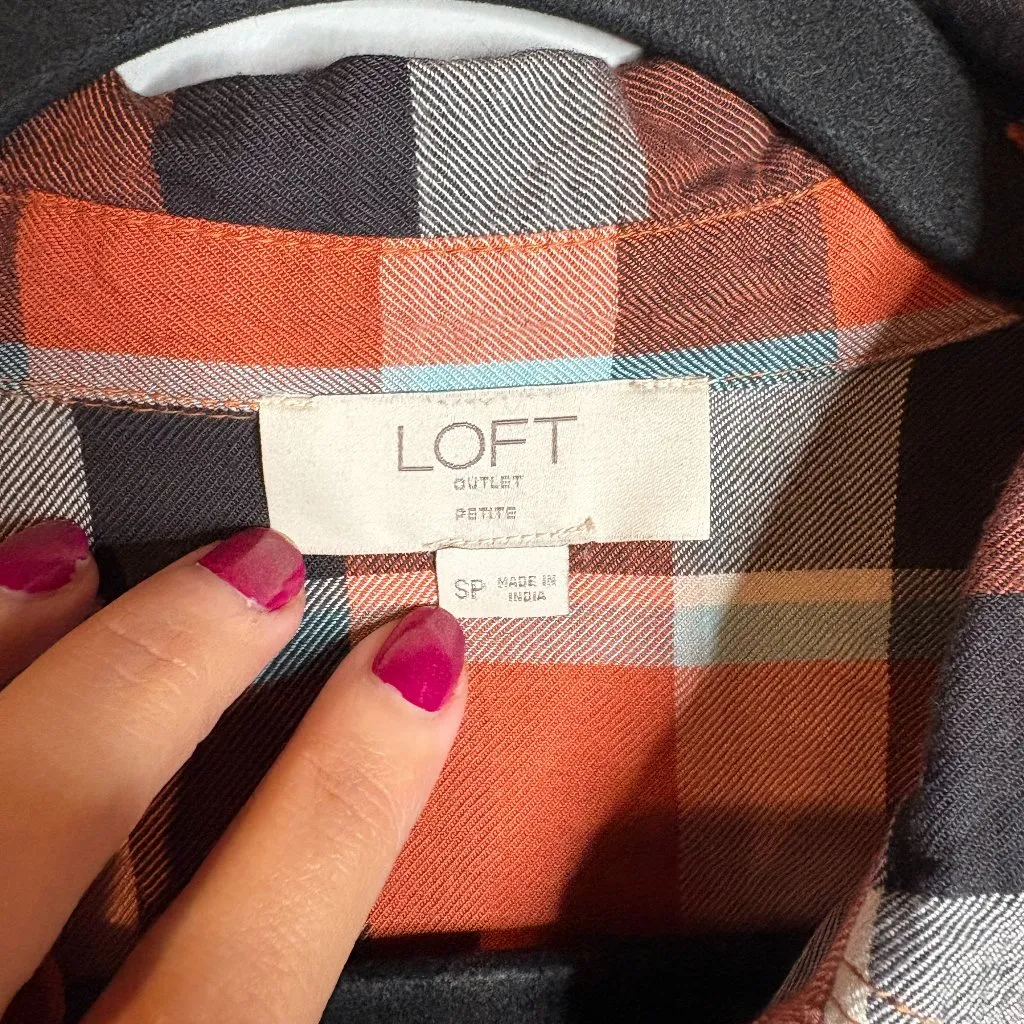 LOFT
OUTLET
PETITE
SP MADE IN
INDIA